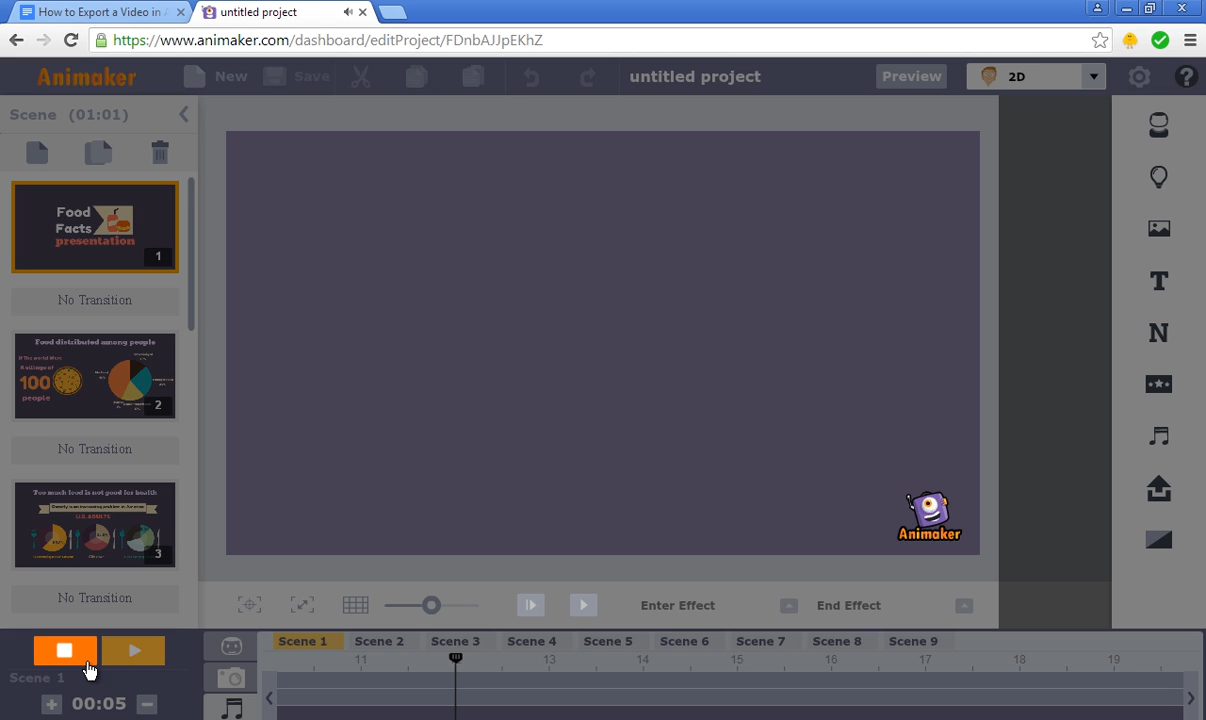 How to Export a Video in
untitled project
https://www.animaker.com/dashboard/editProject/FDnbAJJpEKhZ
Animaker
New
Save
untitled project
Preview
2D
Scene (01:01)
Food
Facts
presentation
1
No Transition
Food distributed among people
100
people
2
No Transition
Too much food is not good for health
3
No Transition
Animaker
Enter Effect
End Effect
Scene 1
Scene 2
Scene 3
Scene 4
Scene 5
Scene 6
Scene 7
Scene 8
Scene 9
11
13
14
15
16
17
18
19
Scene 1
00:05
T
N